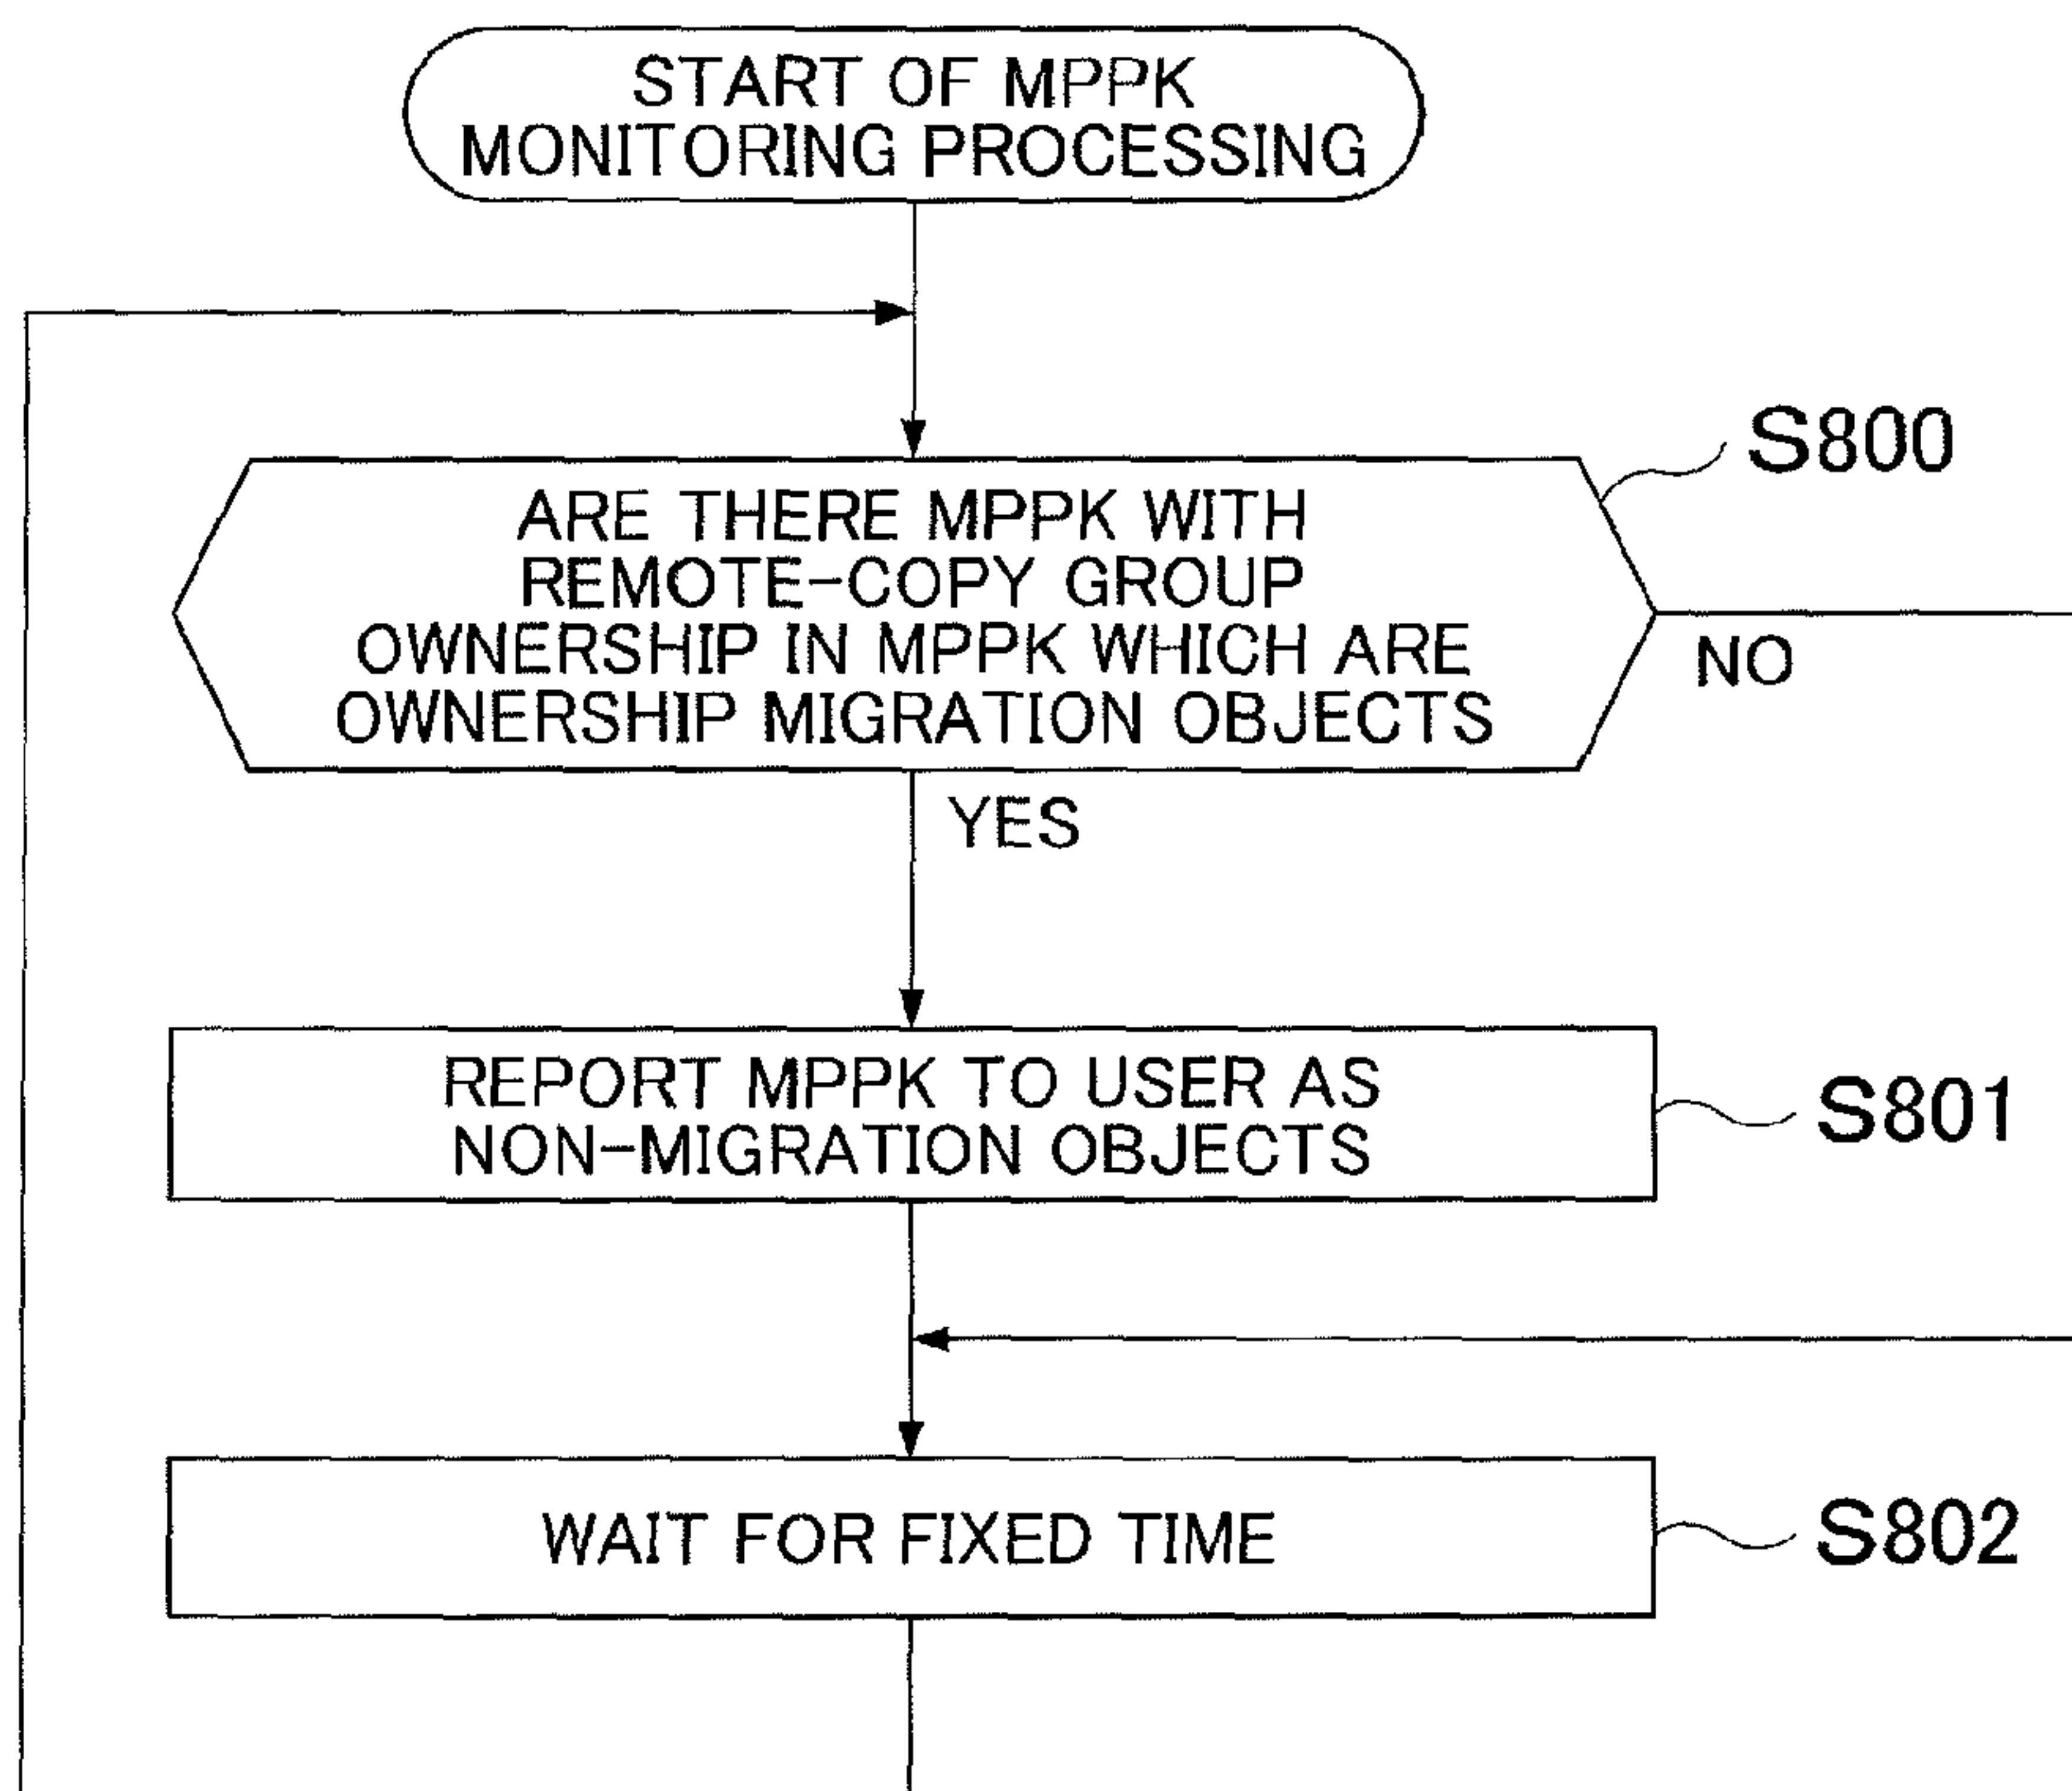 START OF MPPK
MONITORING PROCESSING
S800
ARE THERE MPPK WITH
REMOTE-COPY GROUP
OWNERSHIP IN MPPK WHICH ARE
OWNERSHIP MIGRATION OBJECTS
NO
YES
REPORT MPPK TO USER AS
NON-MIGRATION OBJECTS
S801
WAIT FOR FIXED TIME
S802